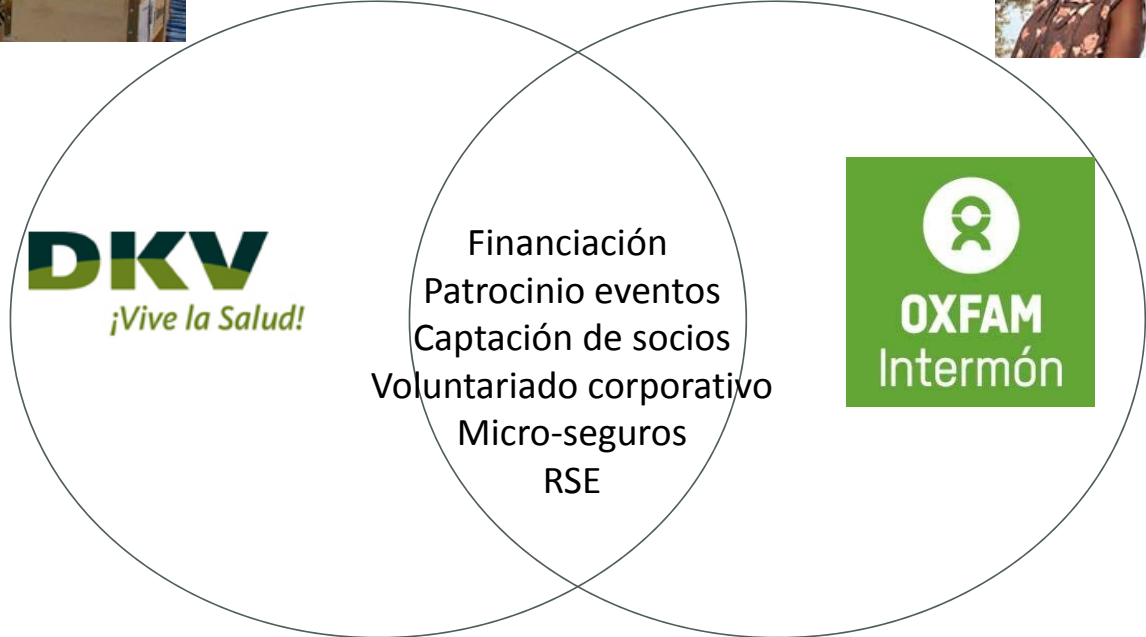 DKV
¡Vive la Salud!
Financiación
Patrocinio eventos
Captación de socios
Voluntariado corporativo
Micro-seguros
RSE
OXFAM
Intermón